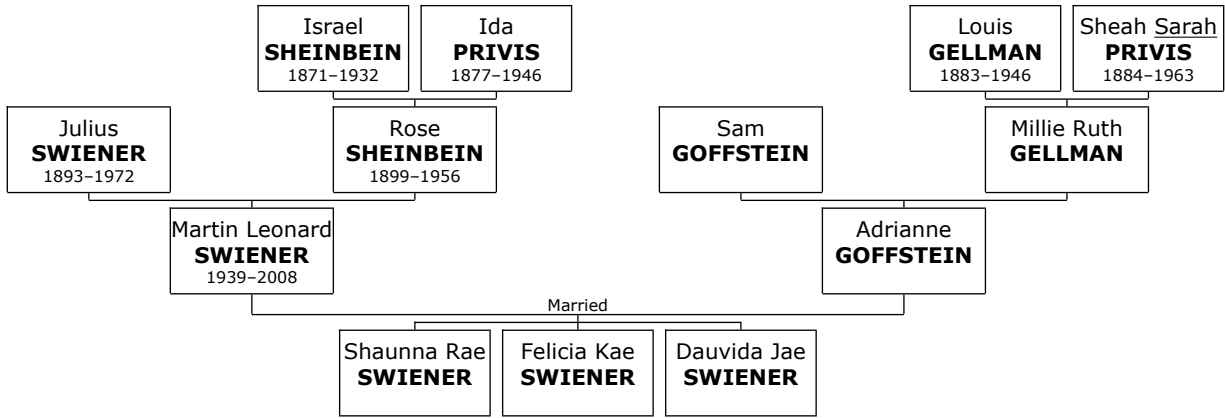 Israel
SHEINBEIN
1871–1932
Ida
PRIVIS
1877–1946
Louis
GELLMAN
1883–1946
Sheah Sarah
PRIVIS
1884–1963
Julius
SWIENER
1893–1972
Rose
SHEINBEIN
1899–1956
Sam
GOFFSTEIN
Millie Ruth
GELLMAN
Martin Leonard
SWIENER
1939–2008
Adrianne
GOFFSTEIN
Married
Shaunna Rae
SWIENER
Felicia Kae
SWIENER
Dauvida Jae
SWIENER